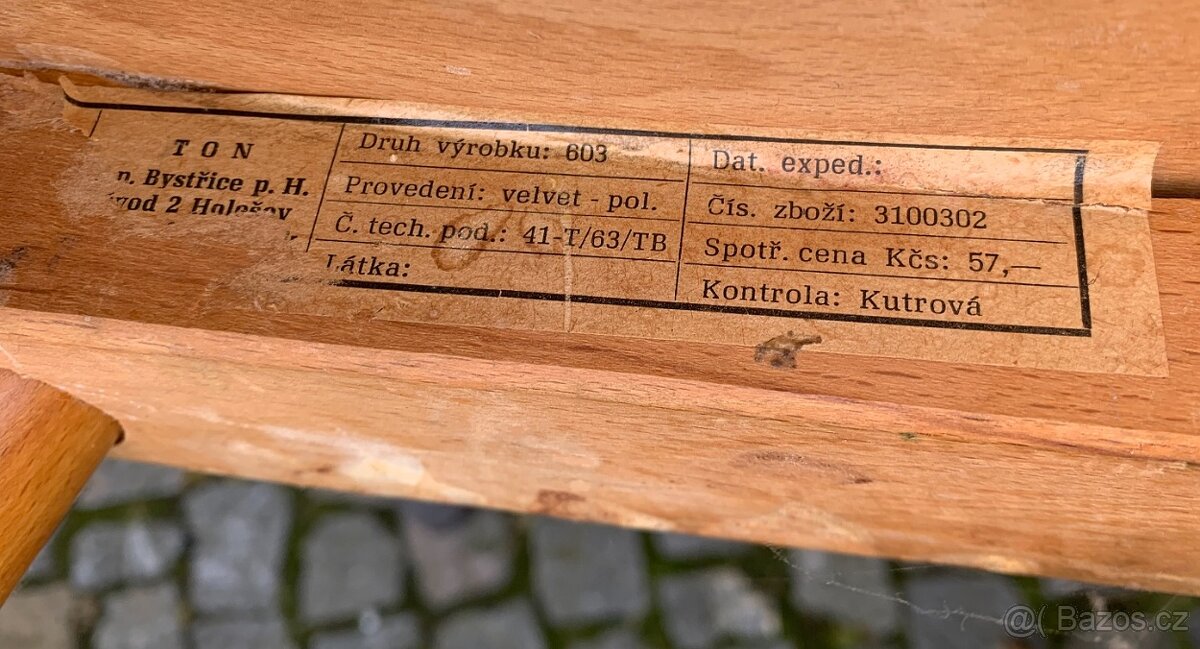 TON
n. Bystřice p. H.
vod 2 Holešov
Druh výrobku: 603
Provedení: velvet - pol.
Č. tech. pod.: 41-T/63/TB
Látka:
Dat. exped.:
Čís. zboží: 3100302
Spotř. cena Kčs: 57,—
Kontrola: Kutrová
@( Bazos.cz